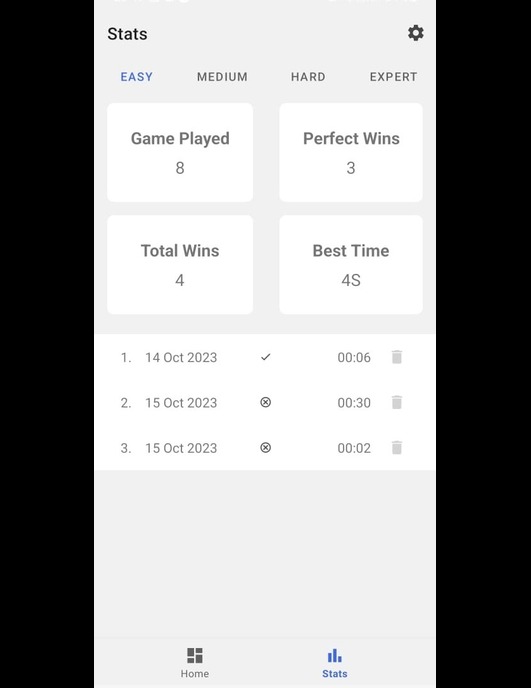 Stats
EASY MEDIUM HARD EXPERT
Game Played Perfect Wins
8 3
Total Wins Best Time
4 4S
1. 14 Oct 2023 00:06
2. 15 Oct 2023 00:30
3. 15 Oct 2023 00:02
Home Stats